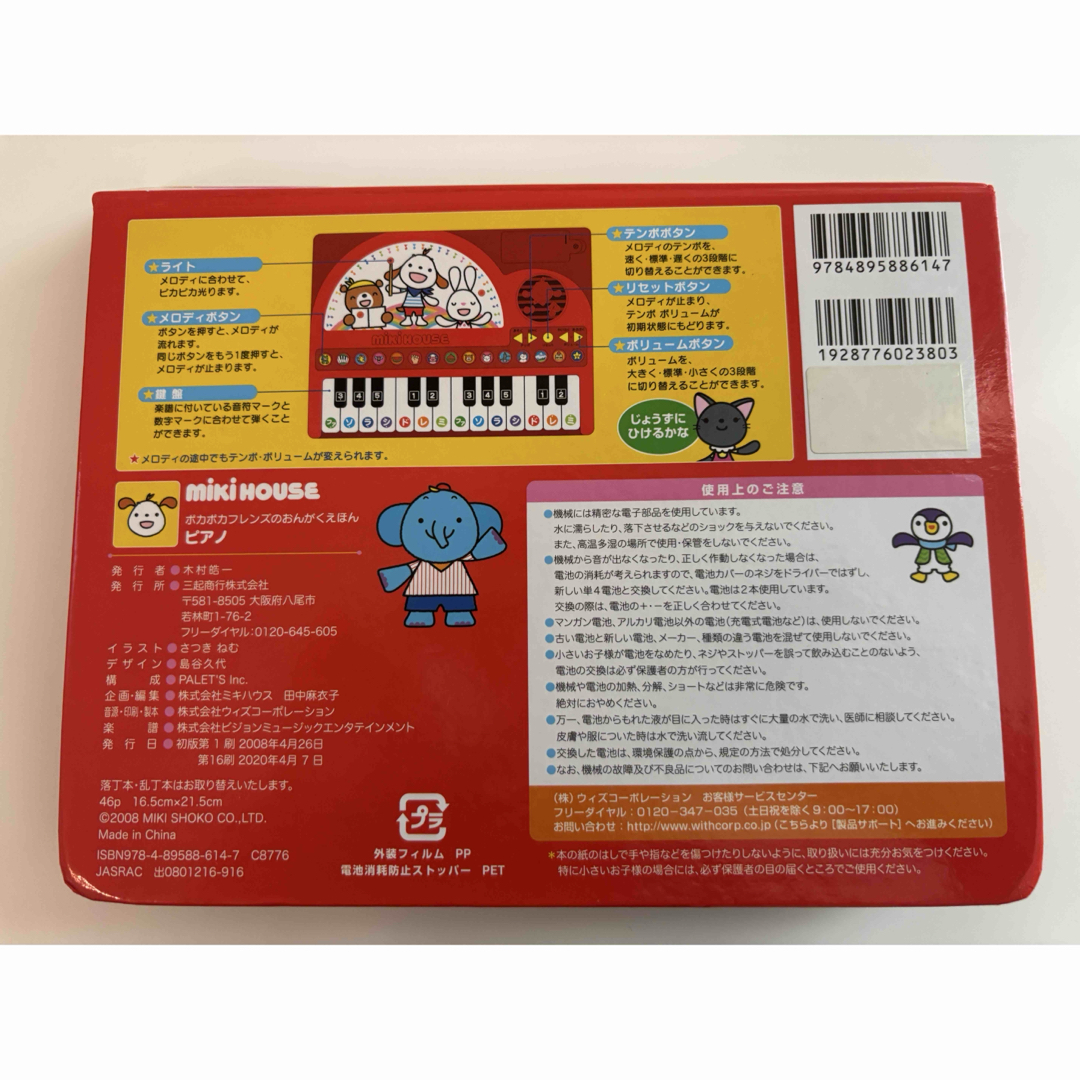 ★ライト
メロディに合わせて、
ピカピカ光ります。
★メロディボタン
ボタンを押すと、メロディが
流れます。
同じボタンをもう1度押すと、
メロディが止まります。
★鍵盤
楽譜に付いている音符マークと
数字マークに合わせて弾くこと
ができます。
miki HOUSE
3 4 5 1 2 3 4 5 1 2
ファ ソ ラ シ ド レ ミ ファ ソ ラ シ ド レ ミ
★テンポボタン
メロディのテンポを、
速く・標準・遅くの3段階に
切り替えることができます。
★リセットボタン
メロディが止まり、
テンポ ボリュームが
初期状態にもどります。
★ボリュームボタン
ボリュームを、
大きく・標準・小さくの3段階
に切り替えることができます。
じょうずに
ひけるかな
★メロディの途中でもテンポ・ボリュームが変えられます。
9784895886147
1928776023803
miki HOUSE
ポカポカフレンズのおんがくえほん
ピアノ
発行者●木村皓一
発行所●三起商行株式会社
〒581-8505 大阪府八尾市
若林町1-76-2
フリーダイヤル:0120-645-605
イラスト●さつき ねむ
デザイン●島谷久代
構成●PALET'S Inc.
企画・編集●株式会社ミキハウス 田中麻衣子
音源・印刷・製本●株式会社ウィズコーポレーション
楽譜●株式会社ビジョンミュージックエンタテインメント
発行日●初版第1刷 2008年4月26日
第16刷 2020年4月7日
落丁本・乱丁本はお取り替えいたします。
46p 16.5cm×21.5cm
©2008 MIKI SHOKO CO.,LTD.
Made in China
ISBN978-4-89588-614-7 C8776
JASRAC 出0801216-916
プラ
外装フィルム PP
電池消耗防止ストッパー PET
使用上のご注意
●機械には精密な電子部品を使用しています。
水に濡らしたり、落下させるなどのショックを与えないでください。
また、高温多湿の場所で使用・保管をしないでください。
●機械から音が出なくなったり、正しく作動しなくなった場合は、
電池の消耗が考えられますので、電池カバーのネジをドライバーではずし、
新しい単4電池と交換してください。電池は2本使用しています。
交換の際は、電池の+・-を正しく合わせてください。
●マンガン電池、アルカリ電池以外の電池(充電式電池など)は、使用しないでください。
●古い電池と新しい電池、メーカー、種類の違う電池を混ぜて使用しないでください。
●小さいお子様が電池をなめたり、ネジやストッパーを誤って飲み込むことのないよう、
電池の交換は必ず保護者の方が行ってください。
●機械や電池の加熱、分解、ショートなどは非常に危険です。
絶対におやめください。
●万一、電池からもれた液が目に入った時はすぐに大量の水で洗い、医師に相談してください。
皮膚や服についた時は水で洗い流してください。
●交換した電池は、環境保護の点から、規定の方法で処分してください。
●なお、機械の故障及び不良品についてのお問い合わせは、下記へお願いいたします。
(株)ウィズコーポレーション お客様サービスセンター
フリーダイヤル:0120-347-035(土日祝を除く9:00〜17:00)
お問い合わせ:http://www.withcorp.co.jp(こちらより[製品サポート]へお進みください)
*本の紙のはしで手や指などを傷つけたりしないように、取り扱いには充分お気をつけください。
特に小さいお子様の場合には、必ず保護者の目の届くところでご使用ください。